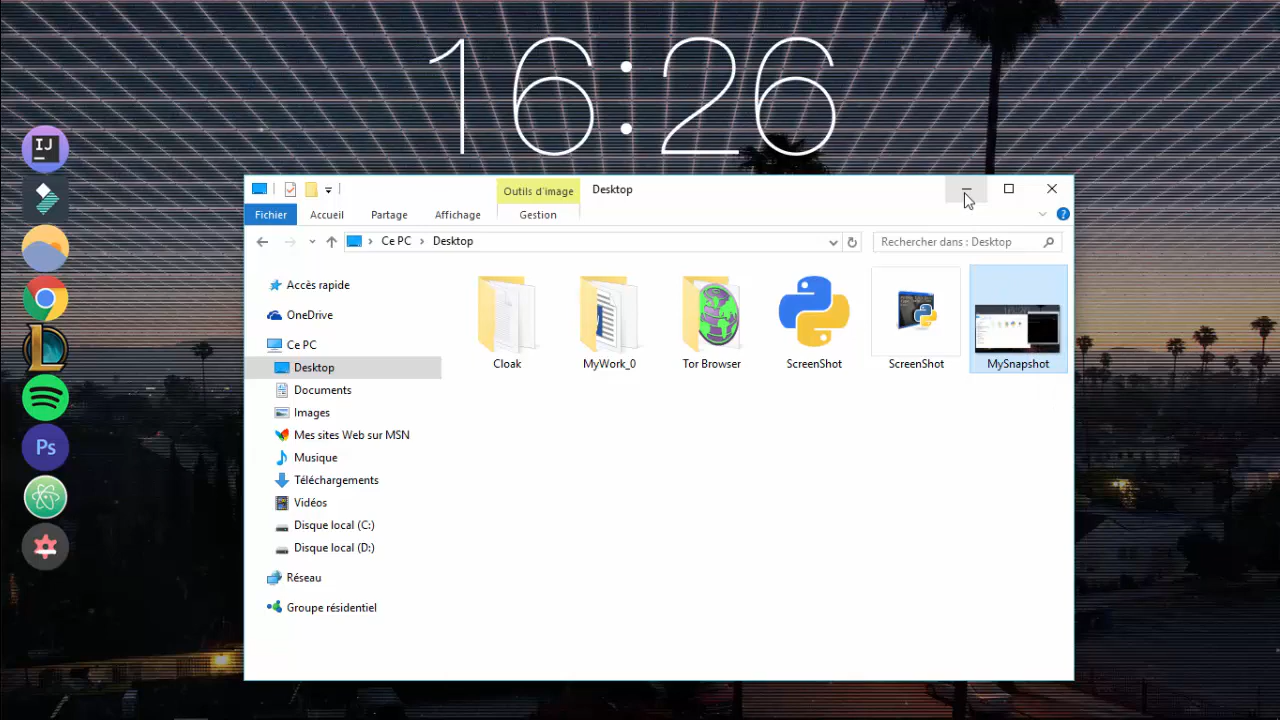 16:26
IJ
Outils d'image
Desktop
Fichier
Accueil
Partage
Affichage
Gestion
Ce PC
Desktop
Rechercher dans : Desktop
Accès rapide
OneDrive
Ce PC
Desktop
Documents
Images
Mes sites Web sur MSN
Musique
Téléchargements
Vidéos
Disque local (C:)
Disque local (D:)
Réseau
Groupe résidentiel
Cloak
MyWork_0
Tor Browser
ScreenShot
ScreenShot
MySnapshot
Ps